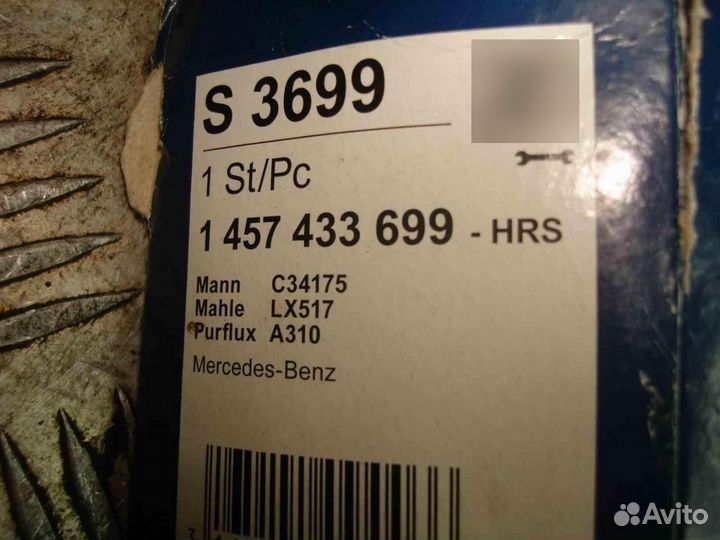 S 3699
1 St/Pc
1 457 433 699 - HRS
Mann C34175
Mahle LX517
Purflux A310
Mercedes-Benz
Avito